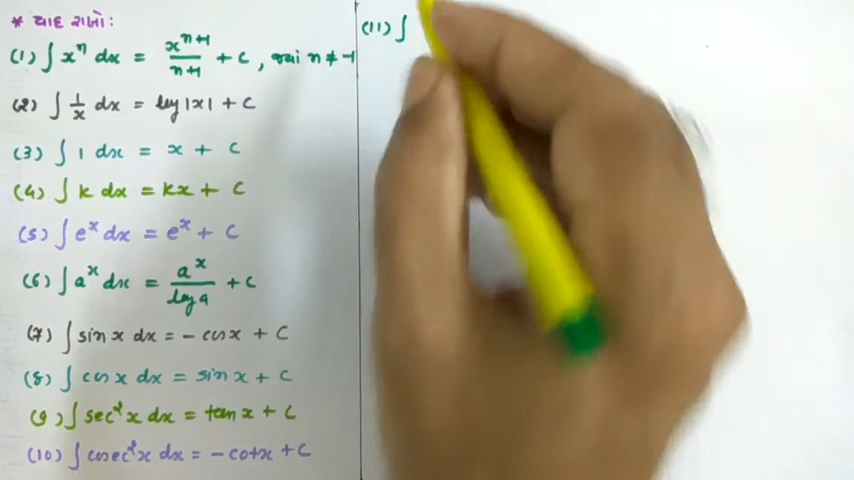 * યાદ રાખો:
(1) ∫ xⁿ dx = xⁿ⁺¹/n+1 + c, જ્યાં n ≠ -1
(2) ∫ 1/x dx = log|x| + c
(3) ∫ 1 dx = x + c
(4) ∫ k dx = kx + c
(5) ∫ eˣ dx = eˣ + c
(6) ∫ aˣ dx = aˣ/log a + c
(7) ∫ sin x dx = - cos x + c
(8) ∫ cos x dx = sin x + c
(9) ∫ sec²x dx = tan x + c
(10) ∫ cosec²x dx = - cot x + c
(11) ∫